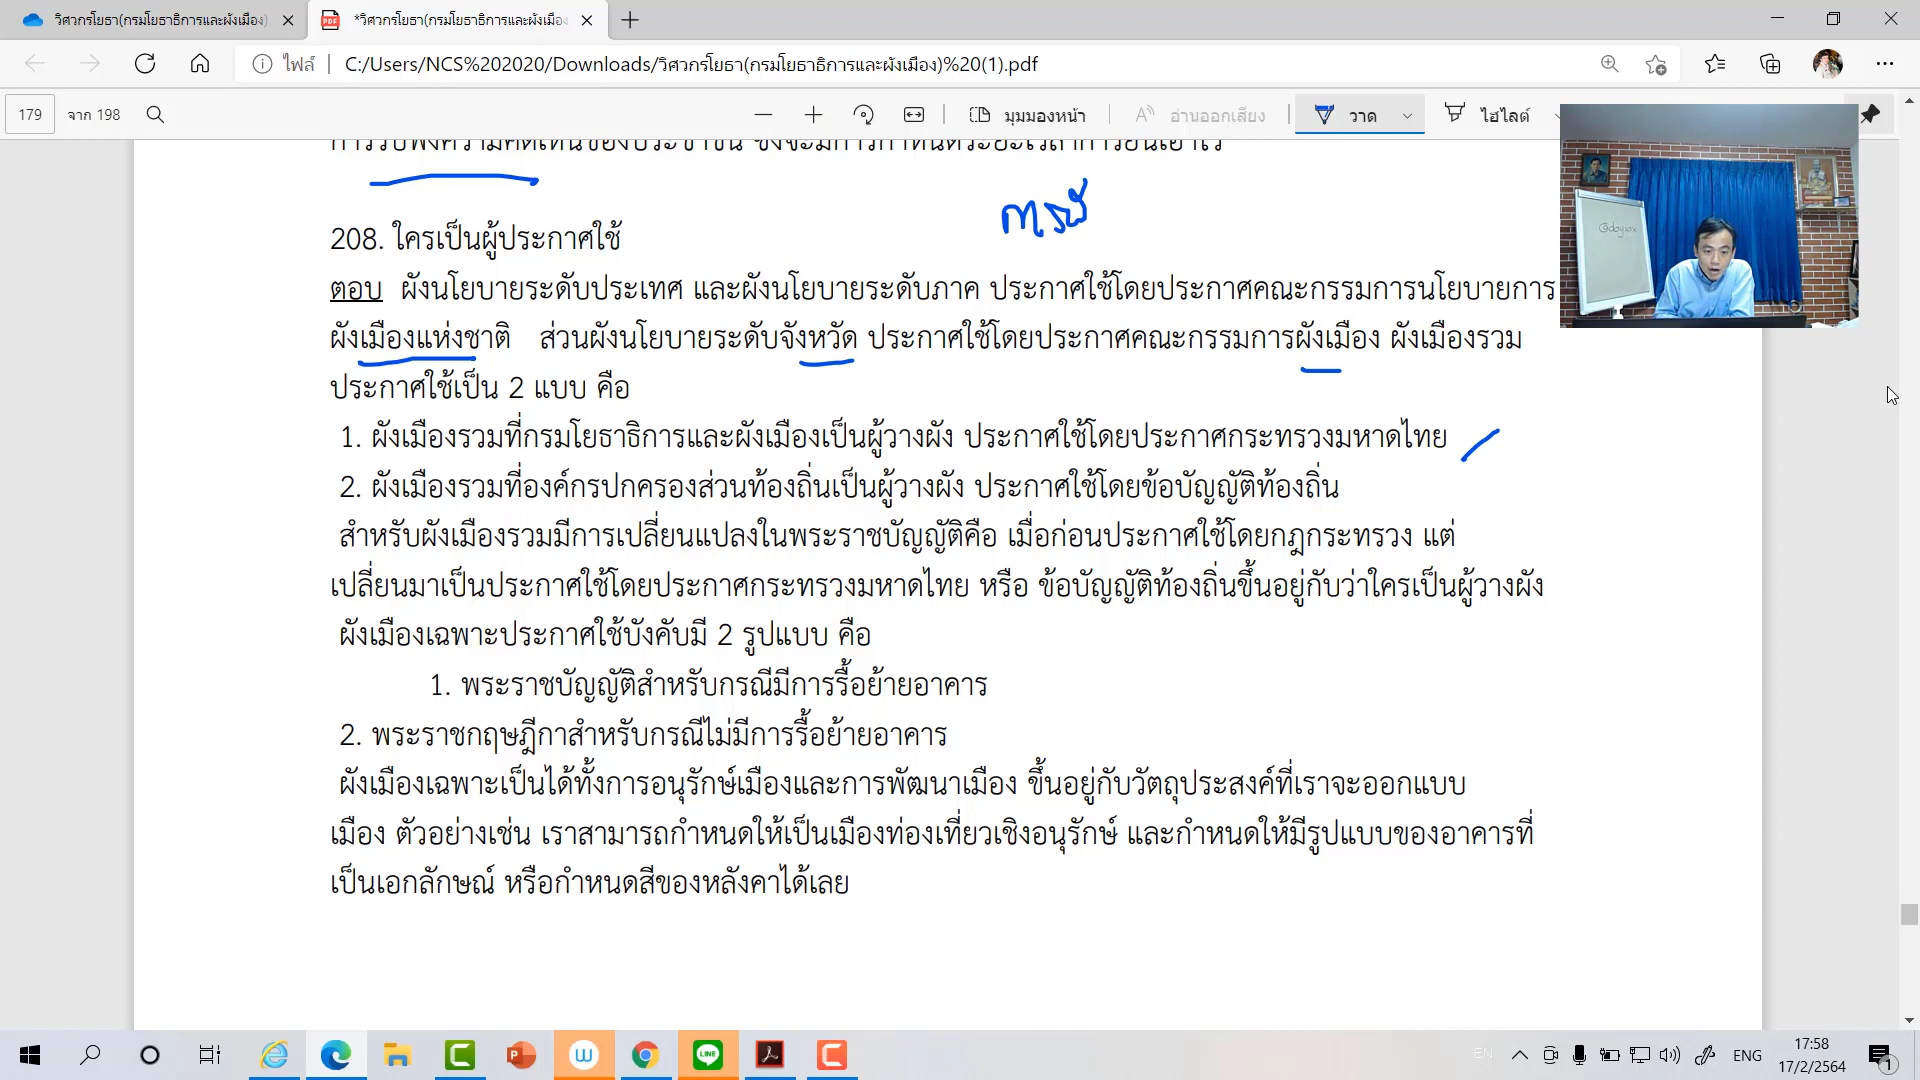 วิศวกรโยธา(กรมโยธาธิการและผังเมือง)
*วิศวกรโยธา(กรมโยธาธิการและผังเมือง
ไฟล์ C:/Users/NCS%202020/Downloads/วิศวกรโยธา(กรมโยธาธิการและผังเมือง)%20(1).pdf
179 จาก 198 มุมมองหน้า อ่านออกเสียง วาด ไฮไลต์
208. ใครเป็นผู้ประกาศใช้
ตอบ ผังนโยบายระดับประเทศ และผังนโยบายระดับภาค ประกาศใช้โดยประกาศคณะกรรมการนโยบายการ
ผังเมืองแห่งชาติ ส่วนผังนโยบายระดับจังหวัด ประกาศใช้โดยประกาศคณะกรรมการผังเมือง ผังเมืองรวม
ประกาศใช้เป็น 2 แบบ คือ
1. ผังเมืองรวมที่กรมโยธาธิการและผังเมืองเป็นผู้วางผัง ประกาศใช้โดยประกาศกระทรวงมหาดไทย
2. ผังเมืองรวมที่องค์กรปกครองส่วนท้องถิ่นเป็นผู้วางผัง ประกาศใช้โดยข้อบัญญัติท้องถิ่น
สำหรับผังเมืองรวมมีการเปลี่ยนแปลงในพระราชบัญญัติคือ เมื่อก่อนประกาศใช้โดยกฎกระทรวง แต่
เปลี่ยนมาเป็นประกาศใช้โดยประกาศกระทรวงมหาดไทย หรือ ข้อบัญญัติท้องถิ่นขึ้นอยู่กับว่าใครเป็นผู้วางผัง
ผังเมืองเฉพาะประกาศใช้บังคับมี 2 รูปแบบ คือ
1. พระราชบัญญัติสำหรับกรณีมีการรื้อย้ายอาคาร
2. พระราชกฤษฎีกาสำหรับกรณีไม่มีการรื้อย้ายอาคาร
ผังเมืองเฉพาะเป็นได้ทั้งการอนุรักษ์เมืองและการพัฒนาเมือง ขึ้นอยู่กับวัตถุประสงค์ที่เราจะออกแบบ
เมือง ตัวอย่างเช่น เราสามารถกำหนดให้เป็นเมืองท่องเที่ยวเชิงอนุรักษ์ และกำหนดให้มีรูปแบบของอาคารที่
เป็นเอกลักษณ์ หรือกำหนดสีของหลังคาได้เลย
EN ENG 17:58
17/2/2564 1